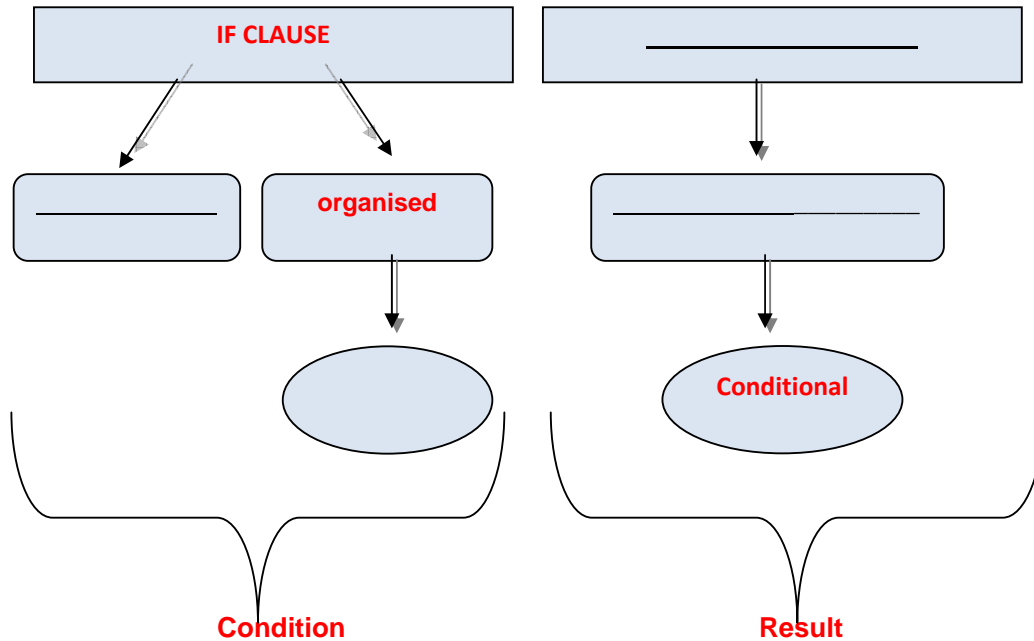 IF CLAUSE
organised
Conditional
Condition
Result